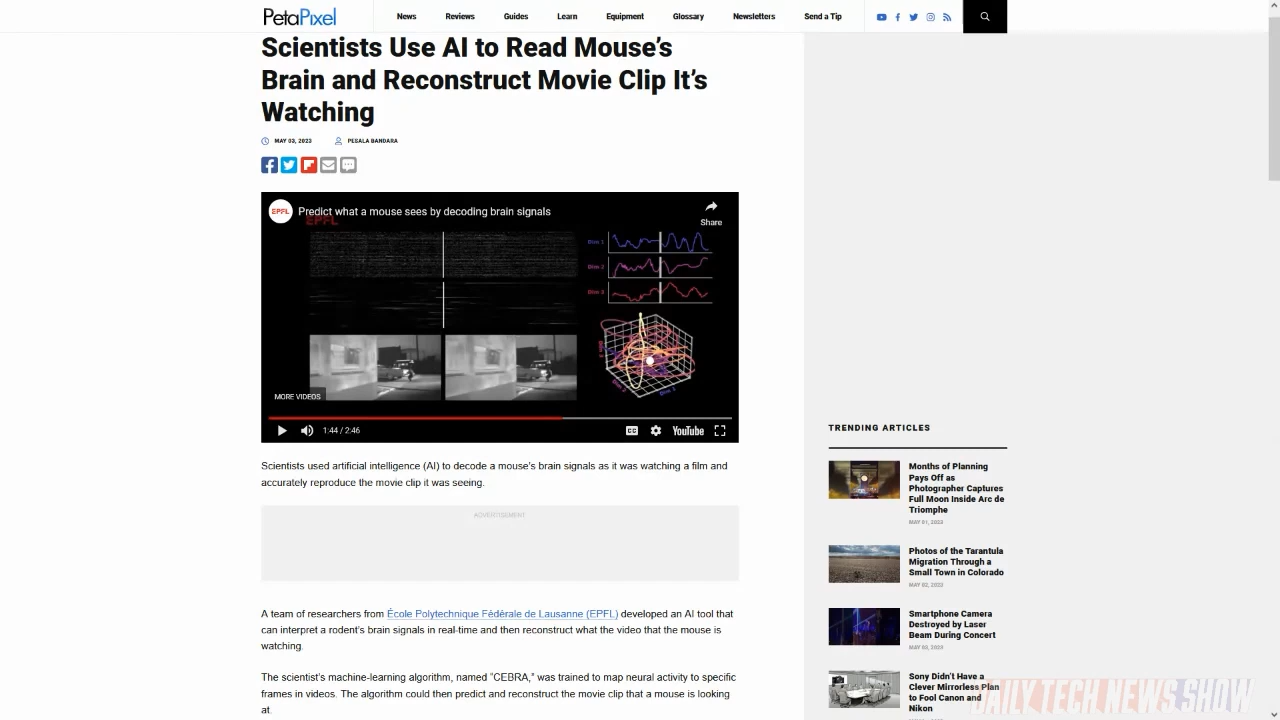 PetaPixel
News Reviews Guides Learn Equipment Glossary Newsletters Send a Tip
Scientists Use AI to Read Mouse’s
Brain and Reconstruct Movie Clip It’s
Watching
MAY 03, 2023 PESALA BANDARA
EPFL Predict what a mouse sees by decoding brain signals
EPFL
Share
Dim 1
Dim 2
Dim 3
MORE VIDEOS
1:44 / 2:46
CC
YouTube
Scientists used artificial intelligence (AI) to decode a mouse’s brain signals as it was watching a film and
accurately reproduce the movie clip it was seeing.
ADVERTISEMENT
A team of researchers from École Polytechnique Fédérale de Lausanne (EPFL) developed an AI tool that
can interpret a rodent’s brain signals in real-time and then reconstruct what the video that the mouse is
watching.
The scientist’s machine-learning algorithm, named “CEBRA,” was trained to map neural activity to specific
frames in videos. The algorithm could then predict and reconstruct the movie clip that a mouse is looking
at.
TRENDING ARTICLES
Months of Planning
Pays Off as
Photographer Captures
Full Moon Inside Arc de
Triomphe
MAY 01, 2023
Photos of the Tarantula
Migration Through a
Small Town in Colorado
MAY 02, 2023
Smartphone Camera
Destroyed by Laser
Beam During Concert
MAY 03, 2023
Sony Didn’t Have a
Clever Mirrorless Plan
to Fool Canon and
Nikon
DAILY TECH NEWS SHOW